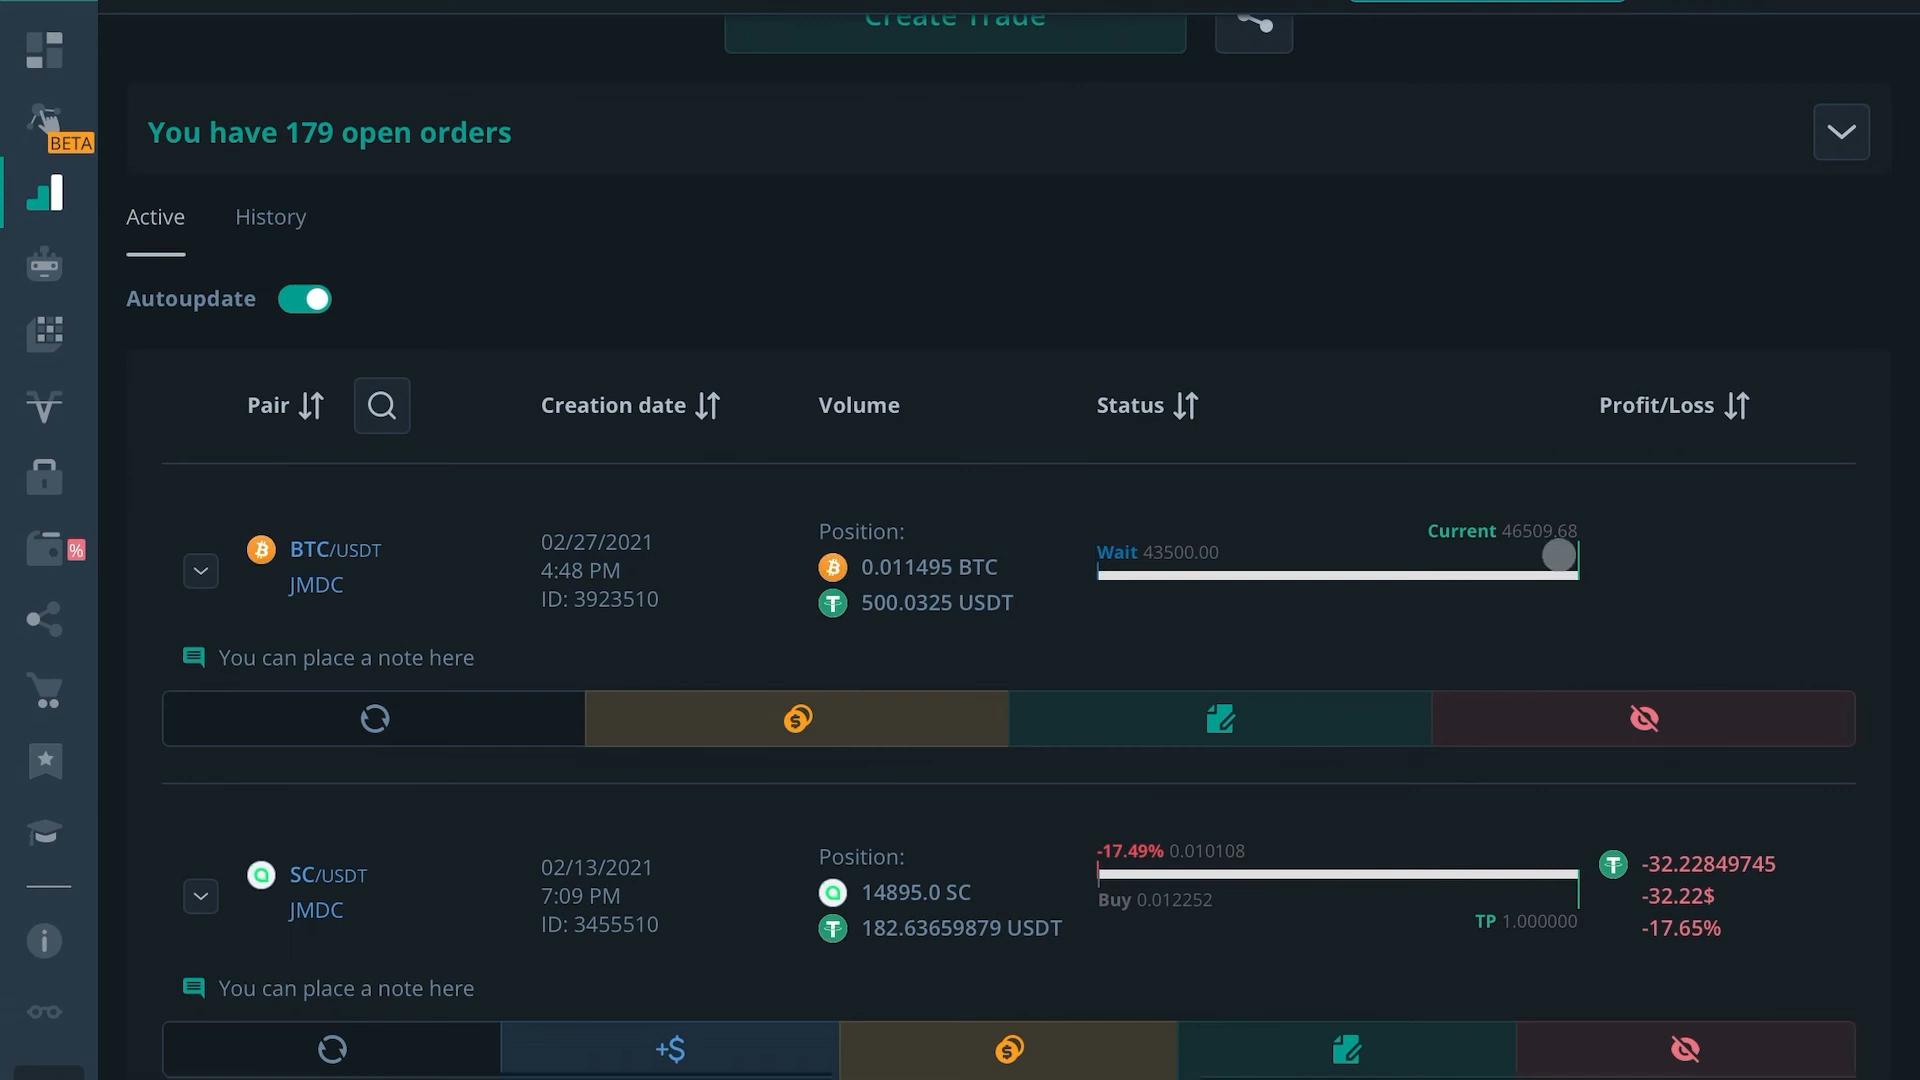 Create Trade
BETA
You have 179 open orders
Active History
Autoupdate
Pair Creation date Volume Status Profit/Loss
BTC/USDT
JMDC
02/27/2021
4:48 PM
ID: 3923510
Position:
0.011495 BTC
500.0325 USDT
Wait 43500.00
Current 46509.68
%
You can place a note here
SC/USDT
JMDC
02/13/2021
7:09 PM
ID: 3455510
Position:
14895.0 SC
182.63659879 USDT
-17.49% 0.010108
Buy 0.012252
TP 1.000000
-32.22849745
-32.22$
-17.65%
You can place a note here
+$